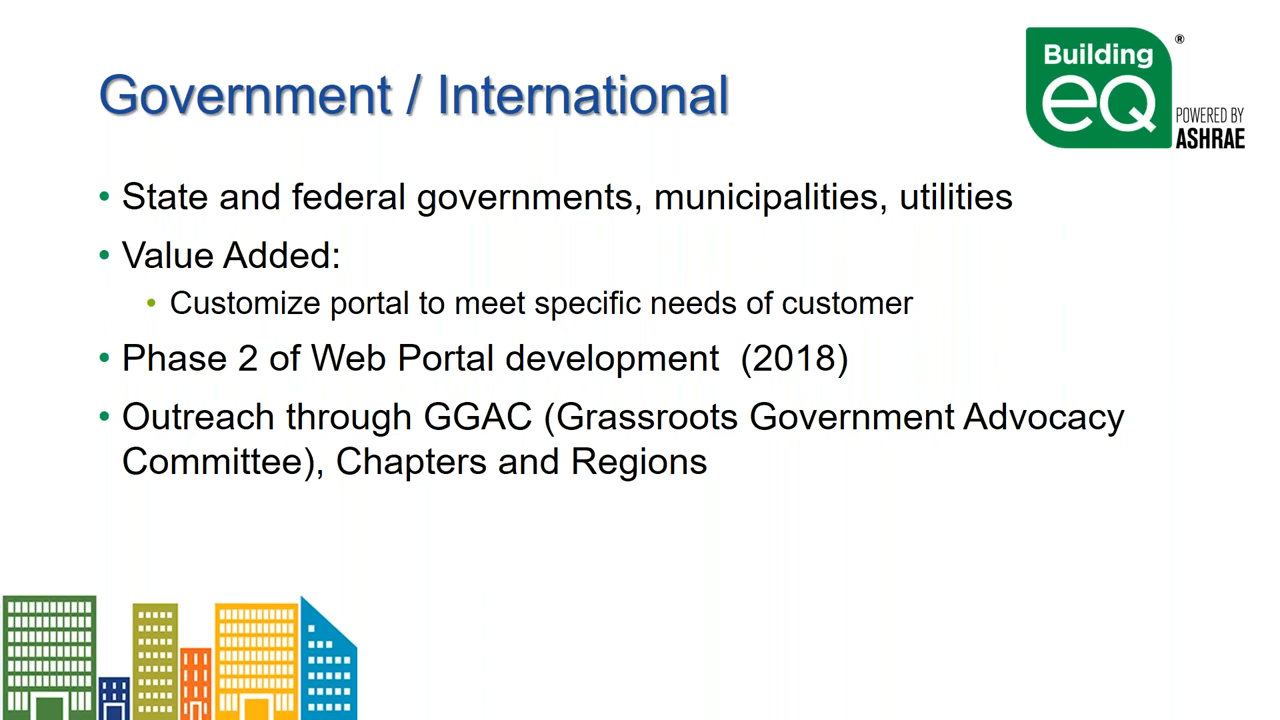 Government / International
Building
eQ
®
POWERED BY
ASHRAE
• State and federal governments, municipalities, utilities
• Value Added:
• Customize portal to meet specific needs of customer
• Phase 2 of Web Portal development  (2018)
• Outreach through GGAC (Grassroots Government Advocacy
Committee), Chapters and Regions